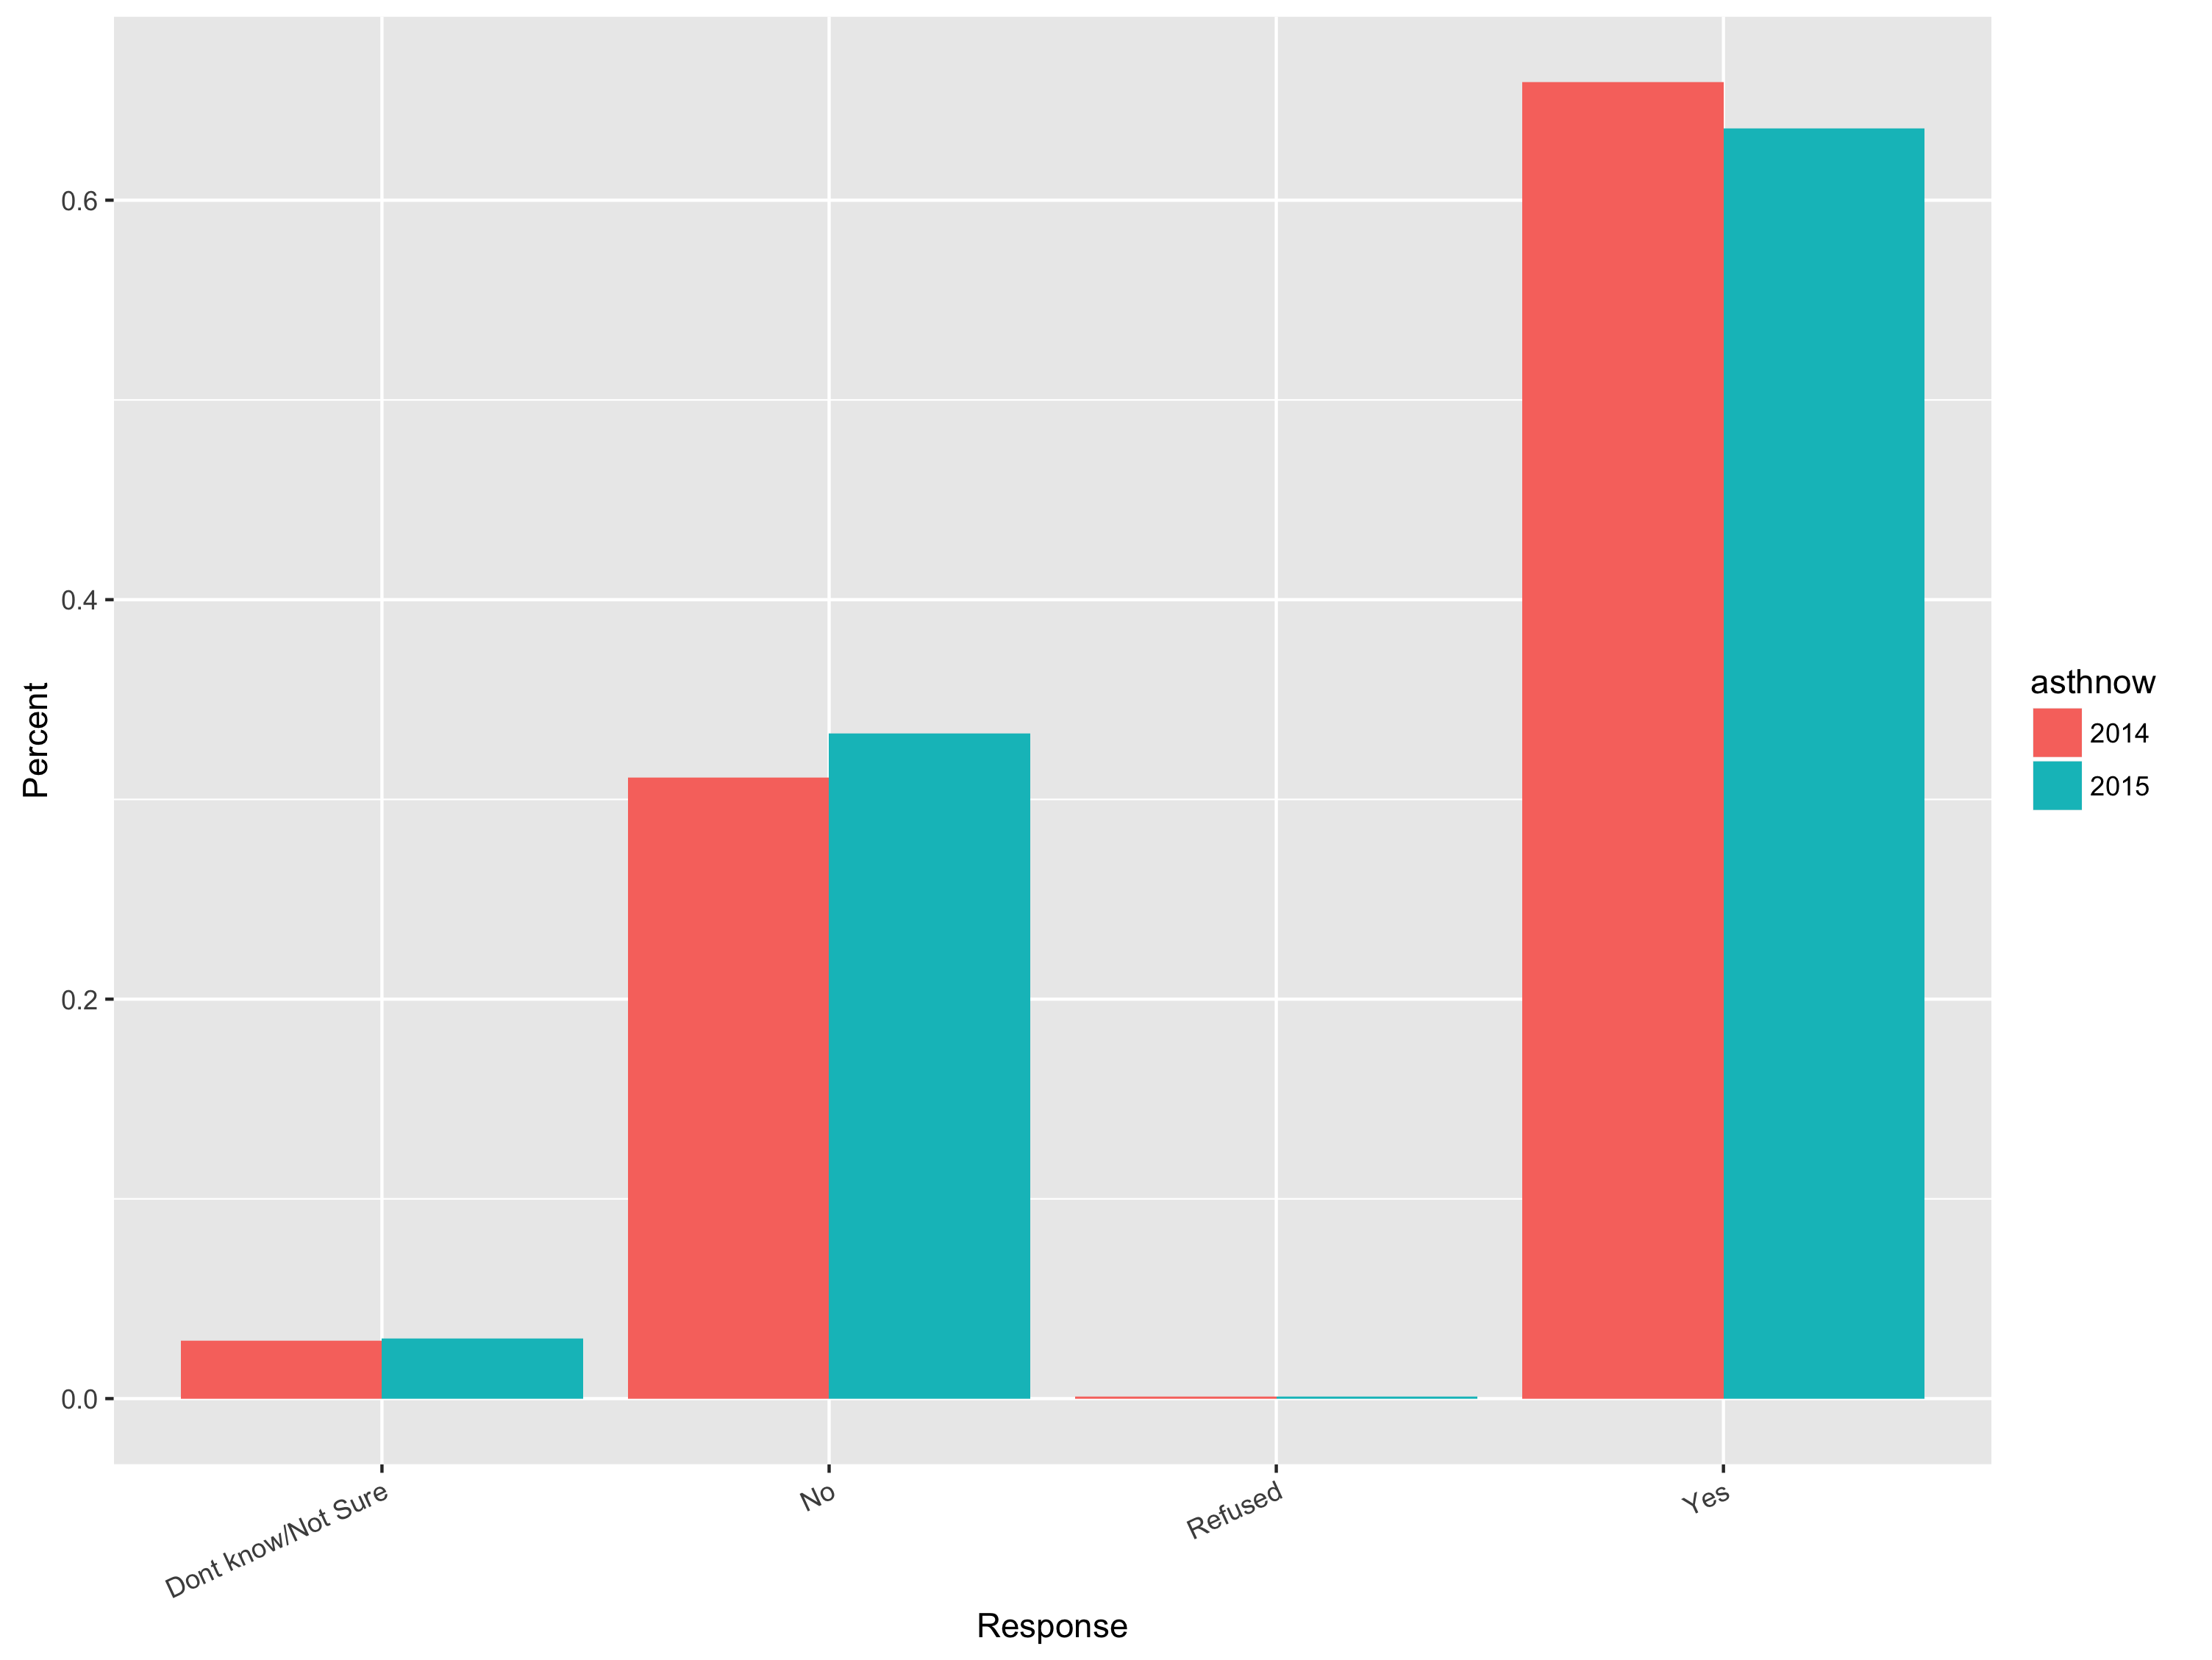 Percent
0.6
0.4
0.2
0.0
Dont know/Not Sure
No
Refused
Yes
Response
asthnow
2014
2015